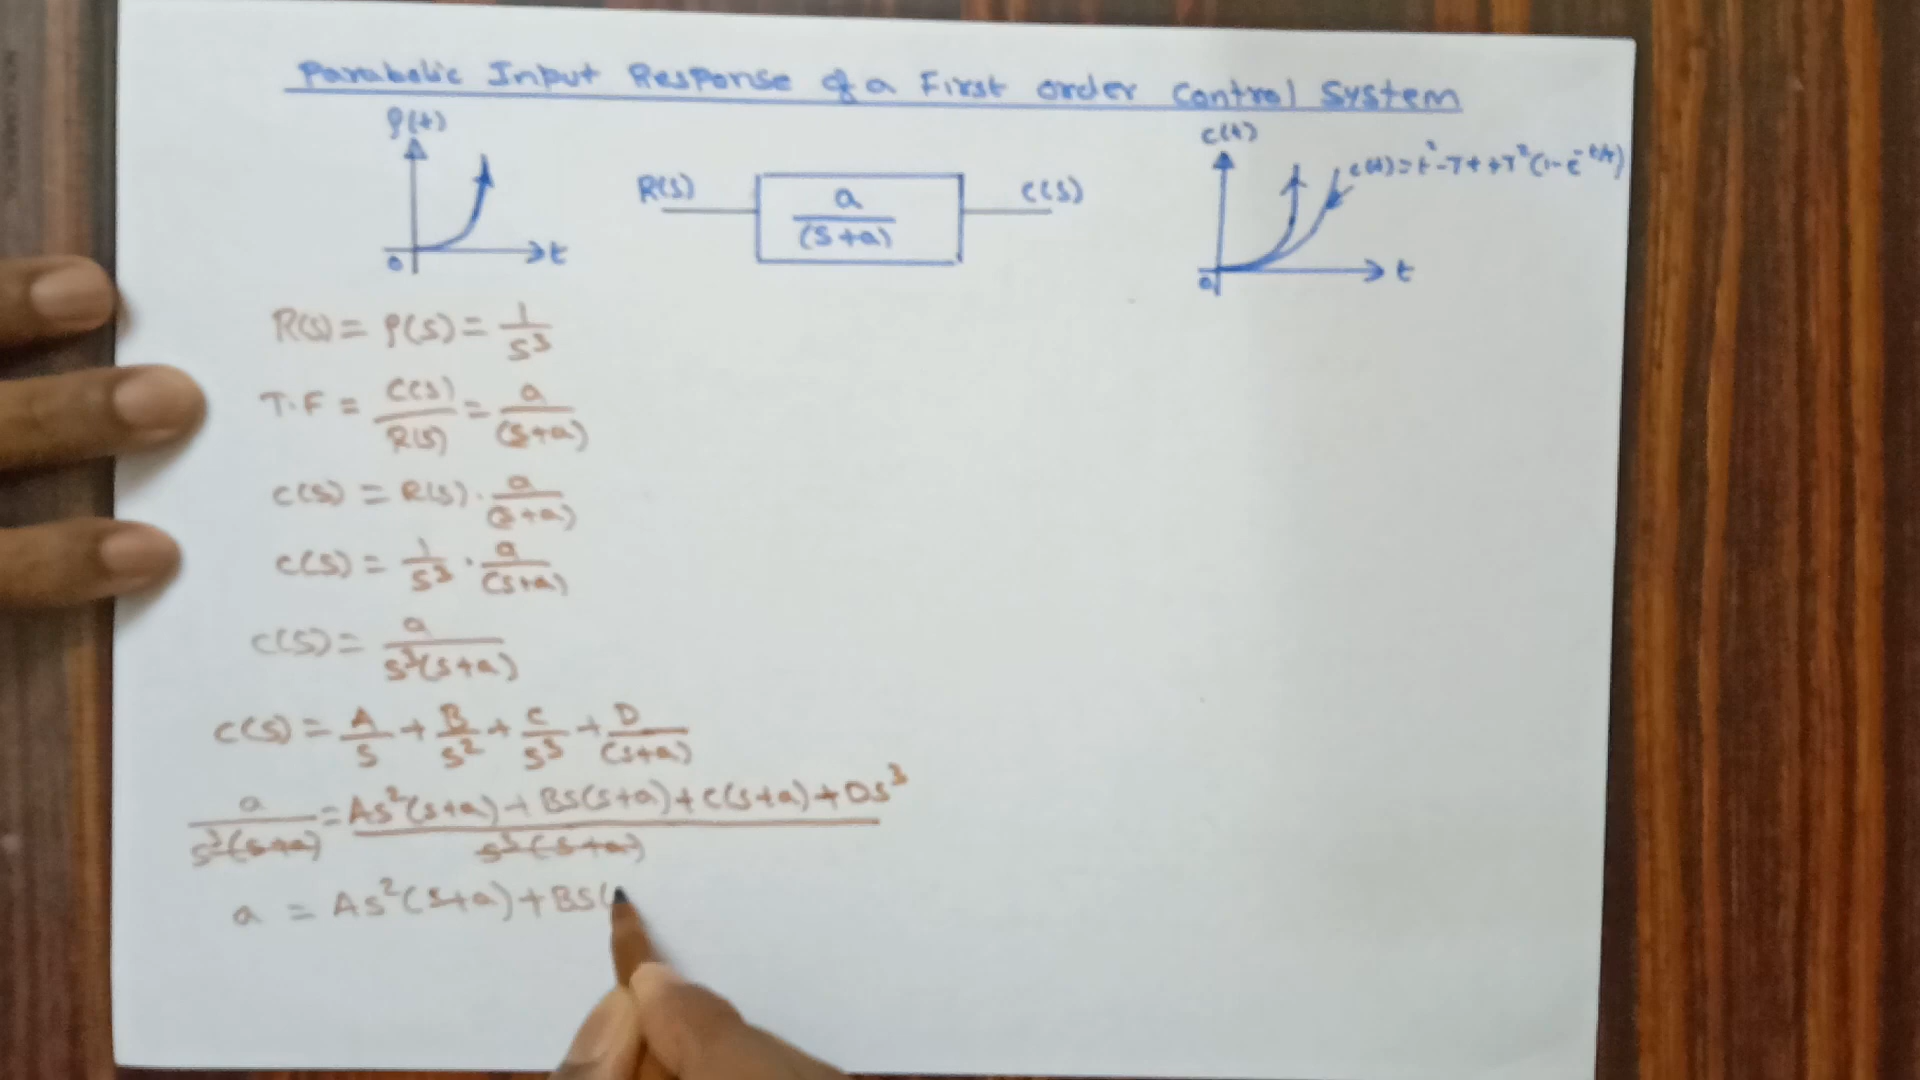 Parabolic Input Response of a First order Control System
ρ(t)
t
0
R(s)
a
(s+a)
C(s)
c(t)
c(t)=t²-Tt+T²(1-e^-t/T)
t
0
R(s) = ρ(s) = 1/s³
T.F = C(s)/R(s) = a/(s+a)
C(s) = R(s) · a/(s+a)
C(s) = 1/s³ · a/(s+a)
C(s) = a/s³(s+a)
C(s) = A/s + B/s² + C/s³ + D/(s+a)
a/s³(s+a) = As²(s+a) + Bs(s+a) + C(s+a) + Ds³/s³(s+a)
a = As²(s+a) + Bs(